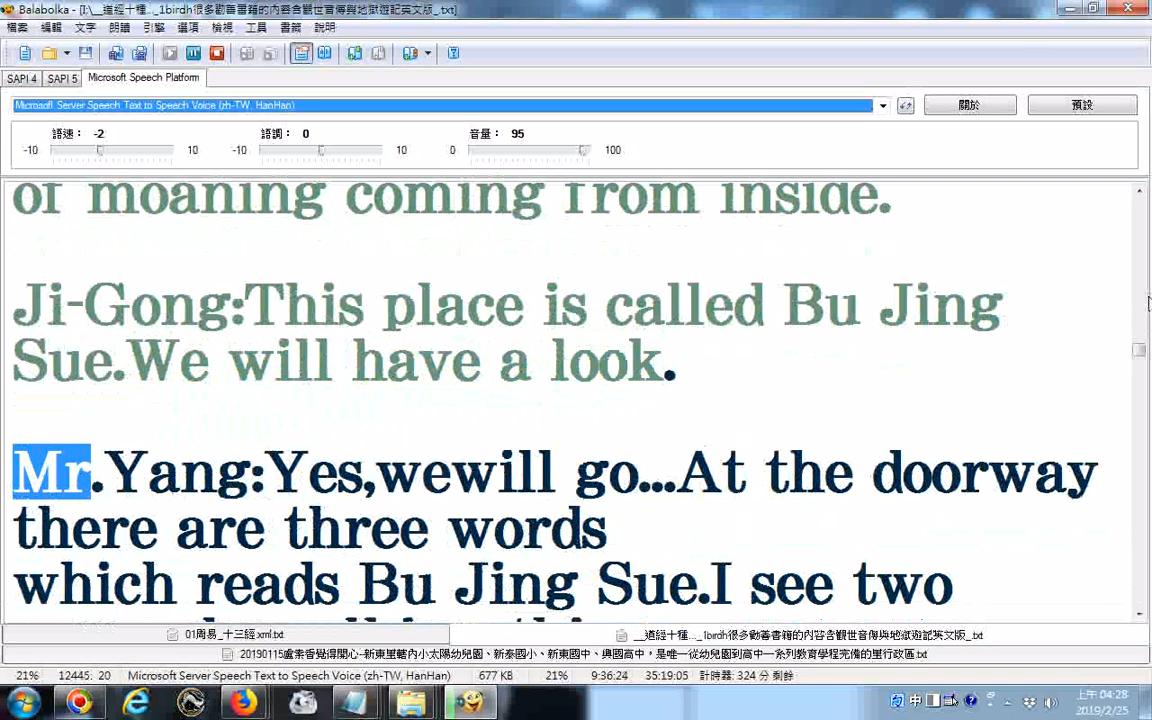 Balabolka - [I:\__道經十種..._1birdh很多勸善書籍的內容含觀世音傳與地獄遊記英文版_.txt]
檔案 編輯 文字 朗讀 引擎 選項 檢視 工具 書籤 說明
SAPI 4 SAPI 5 Microsoft Speech Platform
Microsoft Server Speech Text to Speech Voice (zh-TW, HanHan) 關於 預設
語速： -2 語調： 0 音量： 95
-10 10 -10 10 0 100
of moaning coming from inside.
Ji-Gong:This place is called Bu Jing
Sue.We will have a look.
Mr.Yang:Yes,wewill go...At the doorway
there are three words
which reads Bu Jing Sue.I see two
01周易_十三經.xml.txt __道經十種..._1birdh很多勸善書籍的內容含觀世音傳與地獄遊記英文版_.txt
20190115盧素香覺得開心-新東里轄內小太陽幼兒園、新泰國小、新東國中、興國高中，是唯一從幼兒園到高中一系列教育學程完備的里行政區.txt
21% 12445: 20 Microsoft Server Speech Text to Speech Voice (zh-TW, HanHan) 677 KB 21% 9:36:24 35:19:05 計時器： 324 分 剩餘
中 上午 04:28
2019/2/25